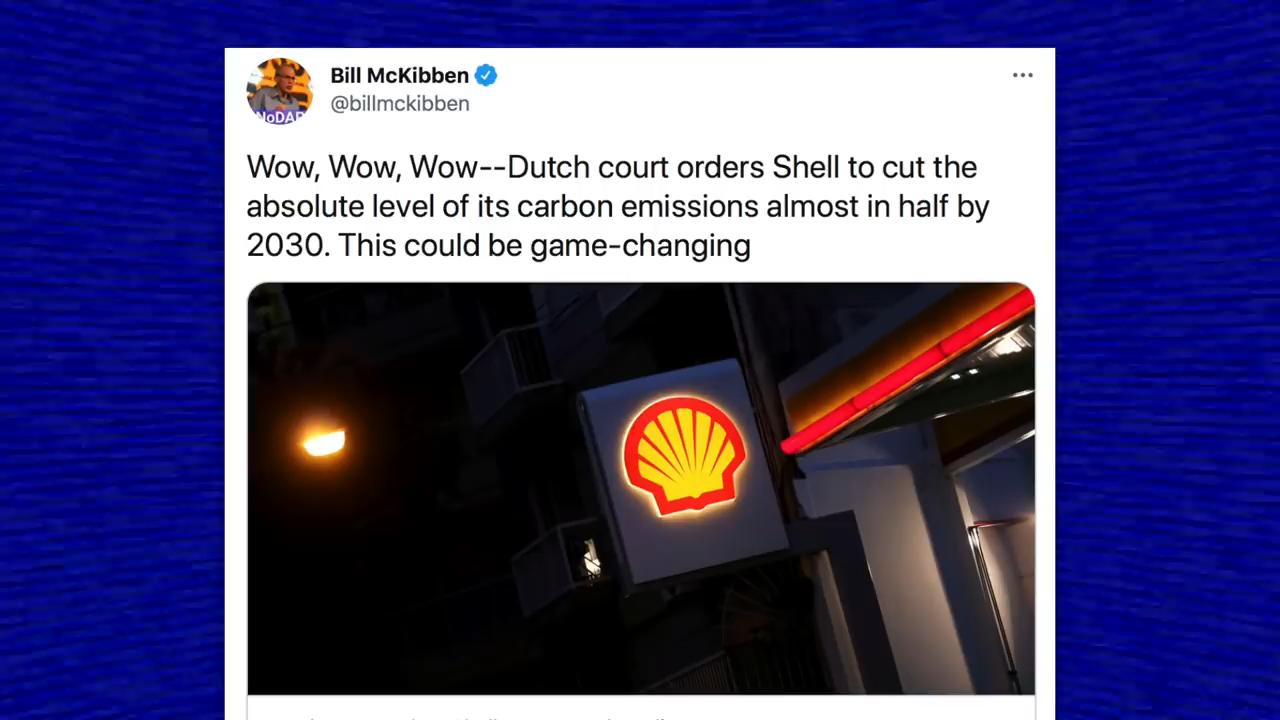 Bill McKibben
@billmckibben
NoDAP
Wow, Wow, Wow--Dutch court orders Shell to cut the
absolute level of its carbon emissions almost in half by
2030. This could be game-changing